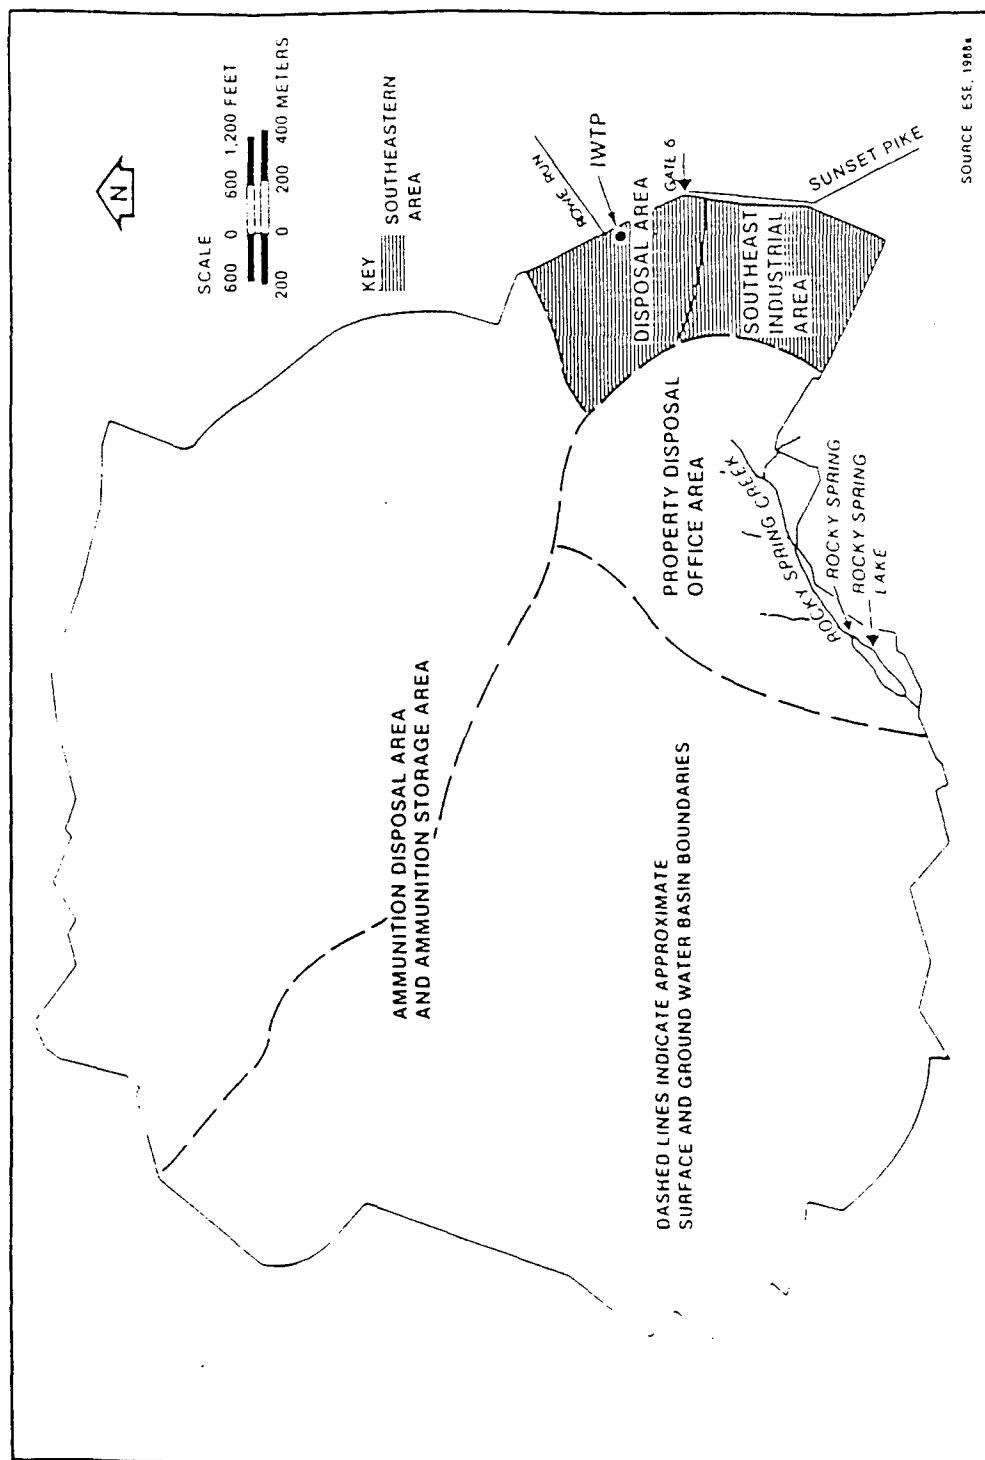 N
SCALE
600 0 600 1,200 FEET
200 0 200 400 METERS
KEY
SOUTHEASTERN
AREA
AMMUNITION DISPOSAL AREA
AND AMMUNITION STORAGE AREA
ROWE RUN
IWTP
DISPOSAL AREA
GATE 6
SOUTHEAST
INDUSTRIAL
AREA
SUNSET PIKE
PROPERTY DISPOSAL
OFFICE AREA
ROCKY SPRING CREEK
ROCKY SPRING
ROCKY SPRING
LAKE
DASHED LINES INDICATE APPROXIMATE
SURFACE AND GROUND WATER BASIN BOUNDARIES
SOURCE ESE, 1988a